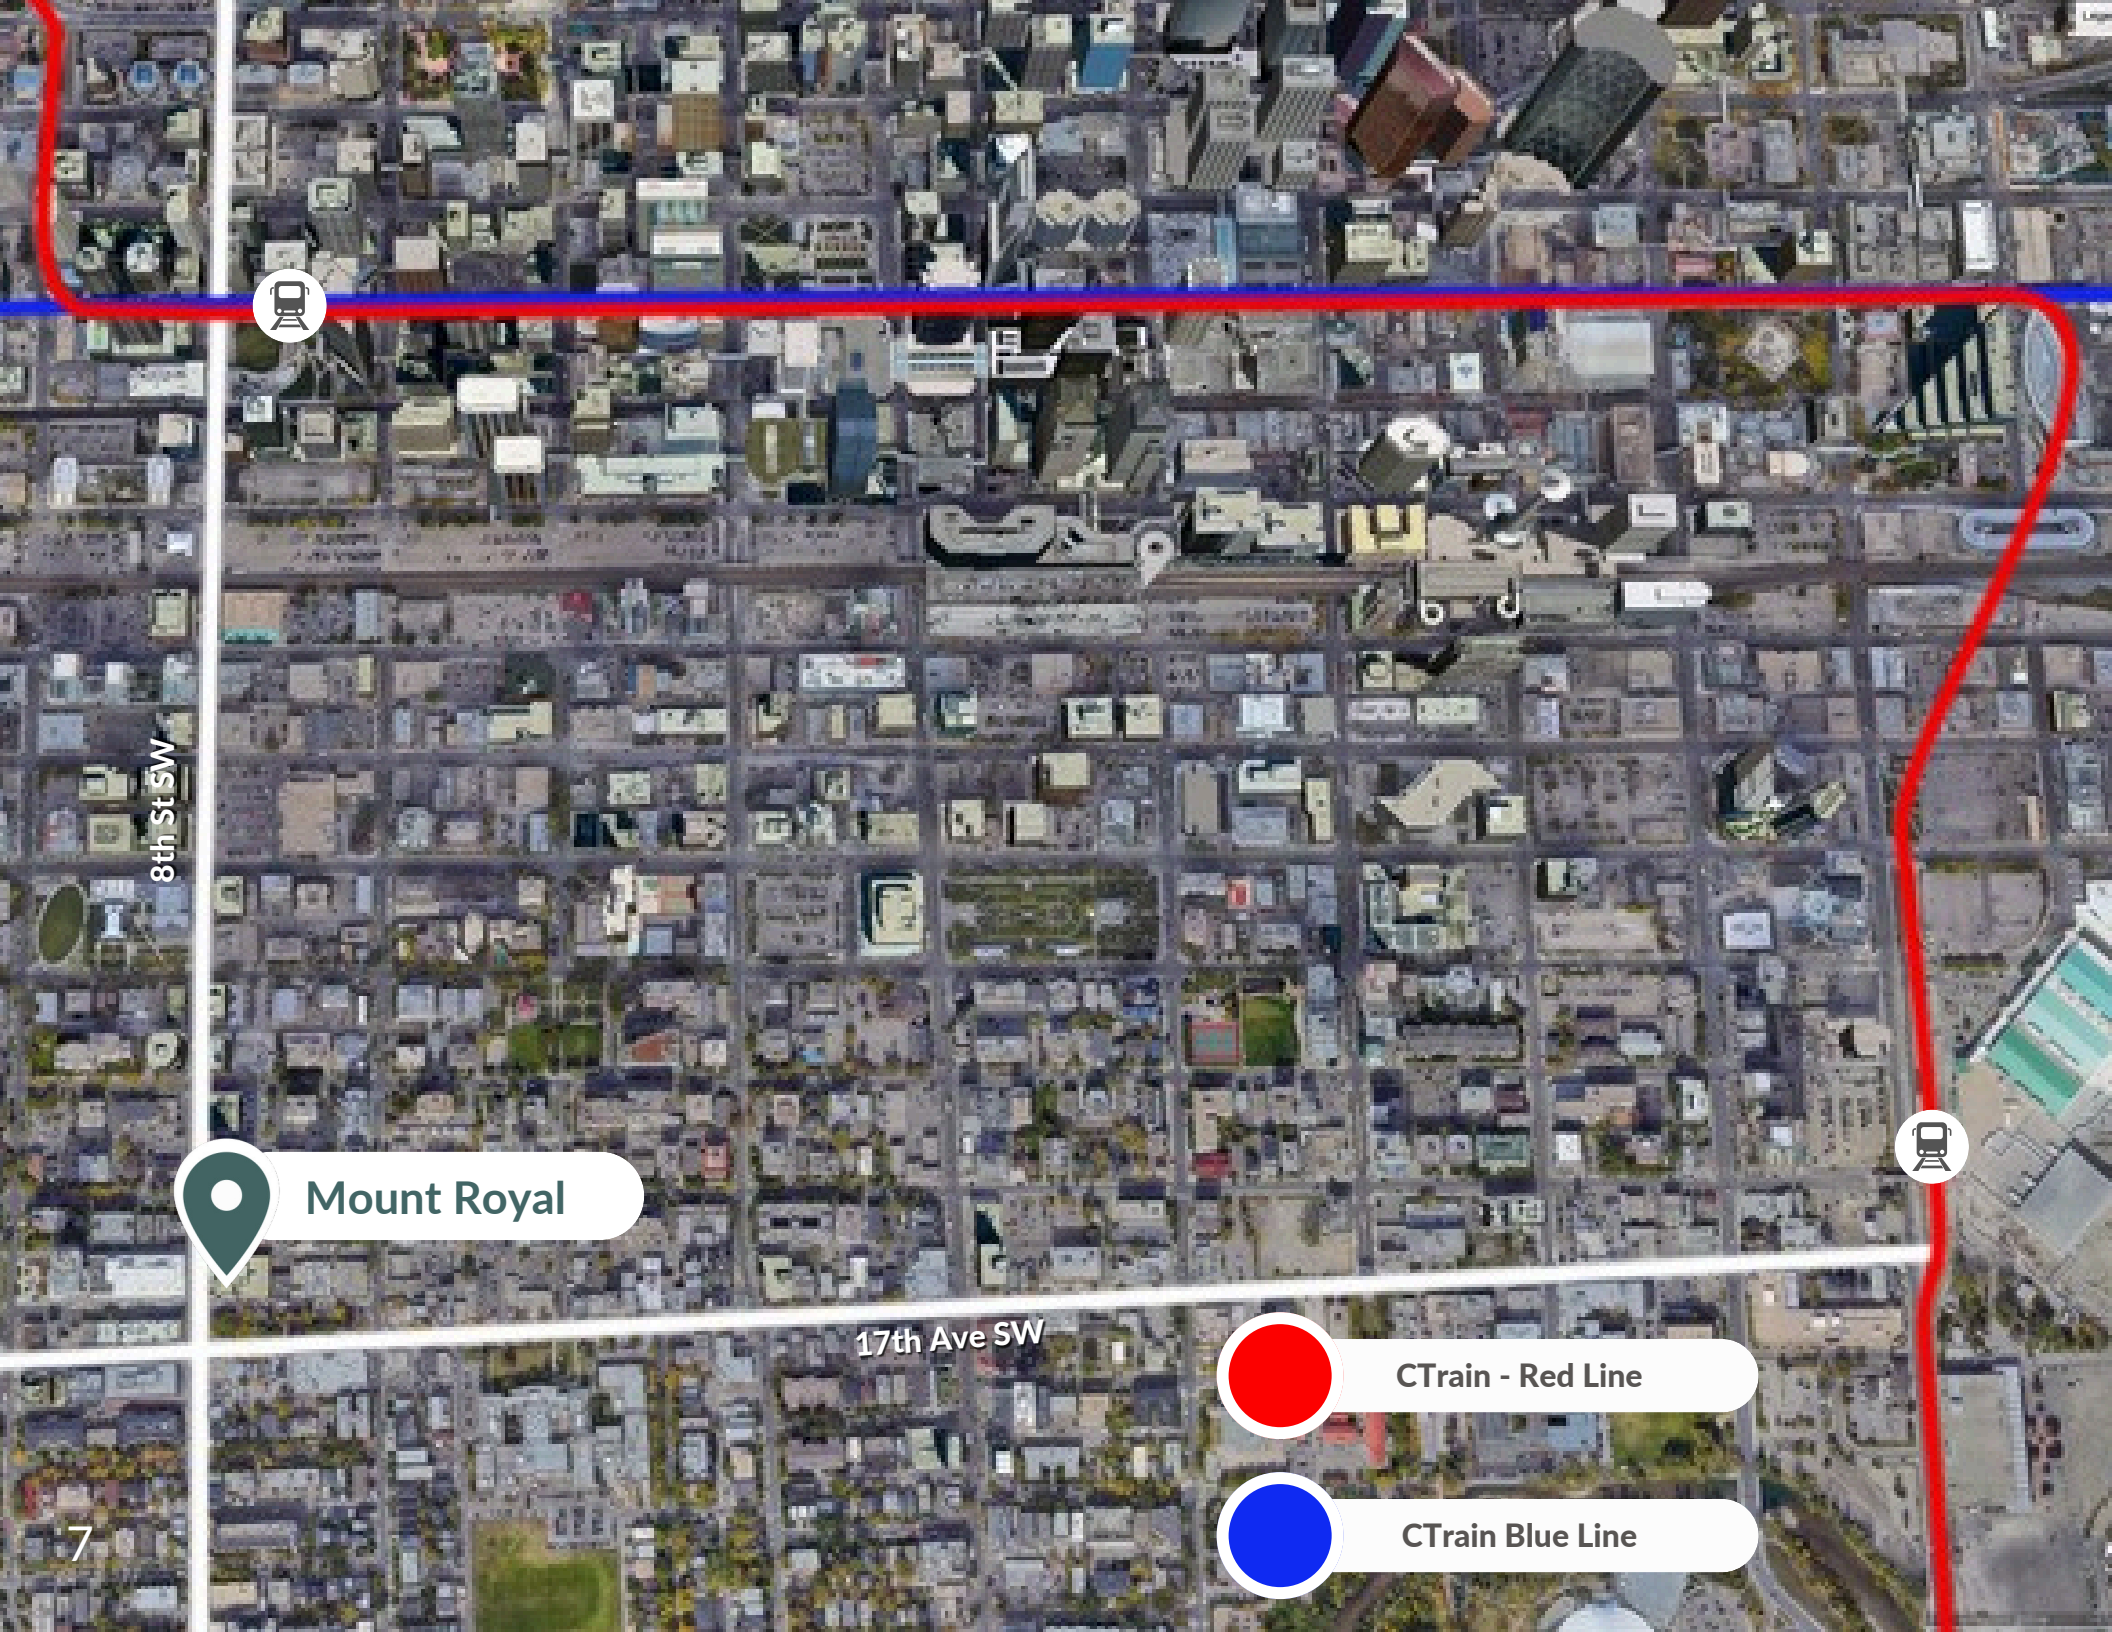 8th St SW
Mount Royal
17th Ave SW
CTrain - Red Line
CTrain Blue Line
7